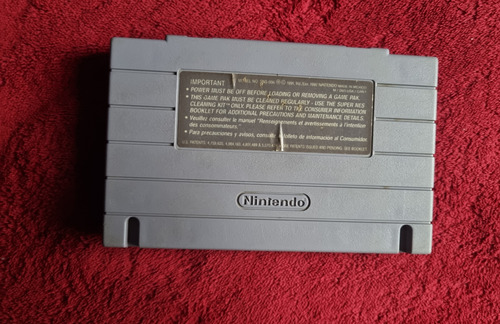 IMPORTANT
• POWER MUST BE OFF BEFORE LOADING OR REMOVING A GAME PAK.
• THIS GAME PAK MUST BE CLEANED REGULARLY - USE THE SUPER NES
CLEANING KIT™ ONLY. PLEASE REFER TO THE CONSUMER INFORMATION
BOOKLET FOR ADDITIONAL PRECAUTIONS AND MAINTENANCE DETAILS.
• Veuillez consulter le manuel "Renseignements et avertissements à l'intention
des consommateurs."
• Para precauciones y avisos, consulte folleto de información al Consumidor
U.S. PATENTS
Nintendo